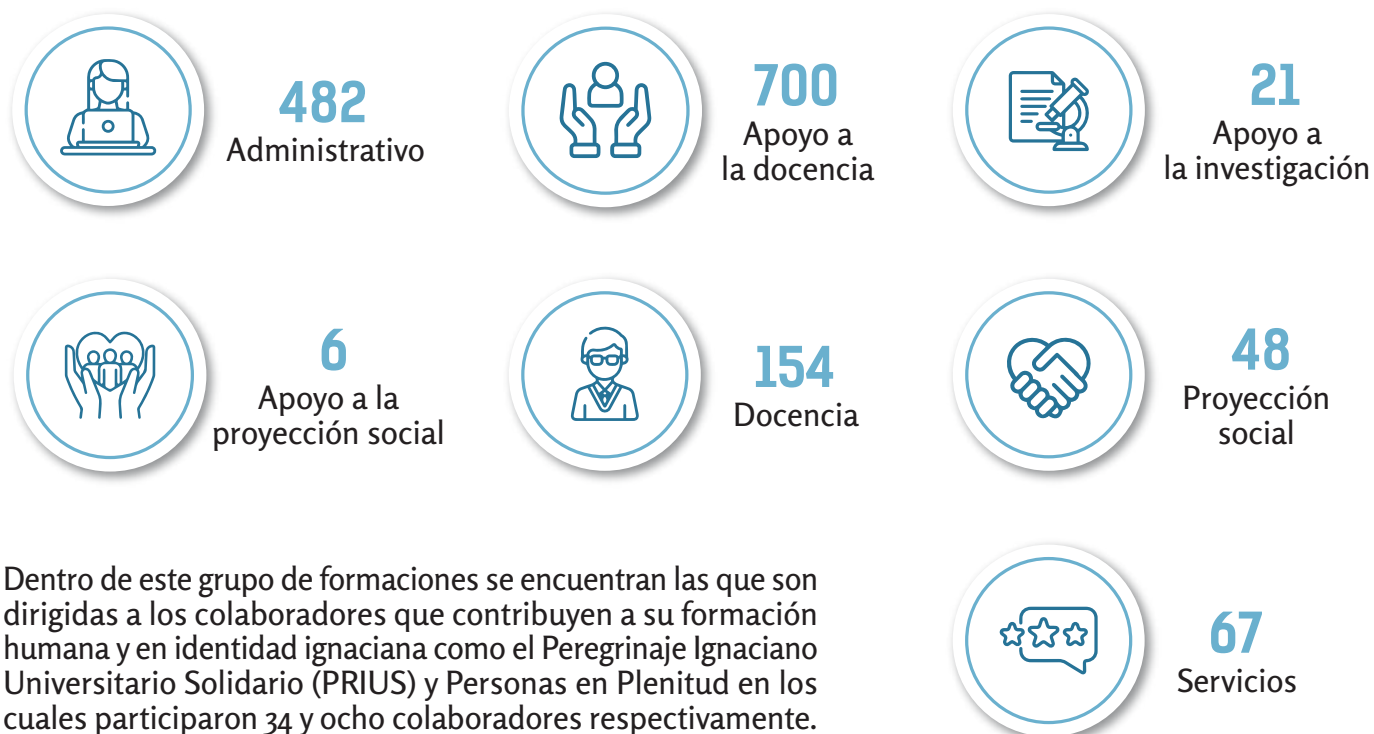 482
Administrativo
700
Apoyo a
la docencia
21
Apoyo a
la investigación
6
Apoyo a la
proyección social
154
Docencia
48
Proyección
social
Dentro de este grupo de formaciones se encuentran las que son
dirigidas a los colaboradores que contribuyen a su formación
humana y en identidad ignaciana como el Peregrinaje Ignaciano
Universitario Solidario (PRIUS) y Personas en Plenitud en los
cuales participaron 34 y ocho colaboradores respectivamente.
67
Servicios